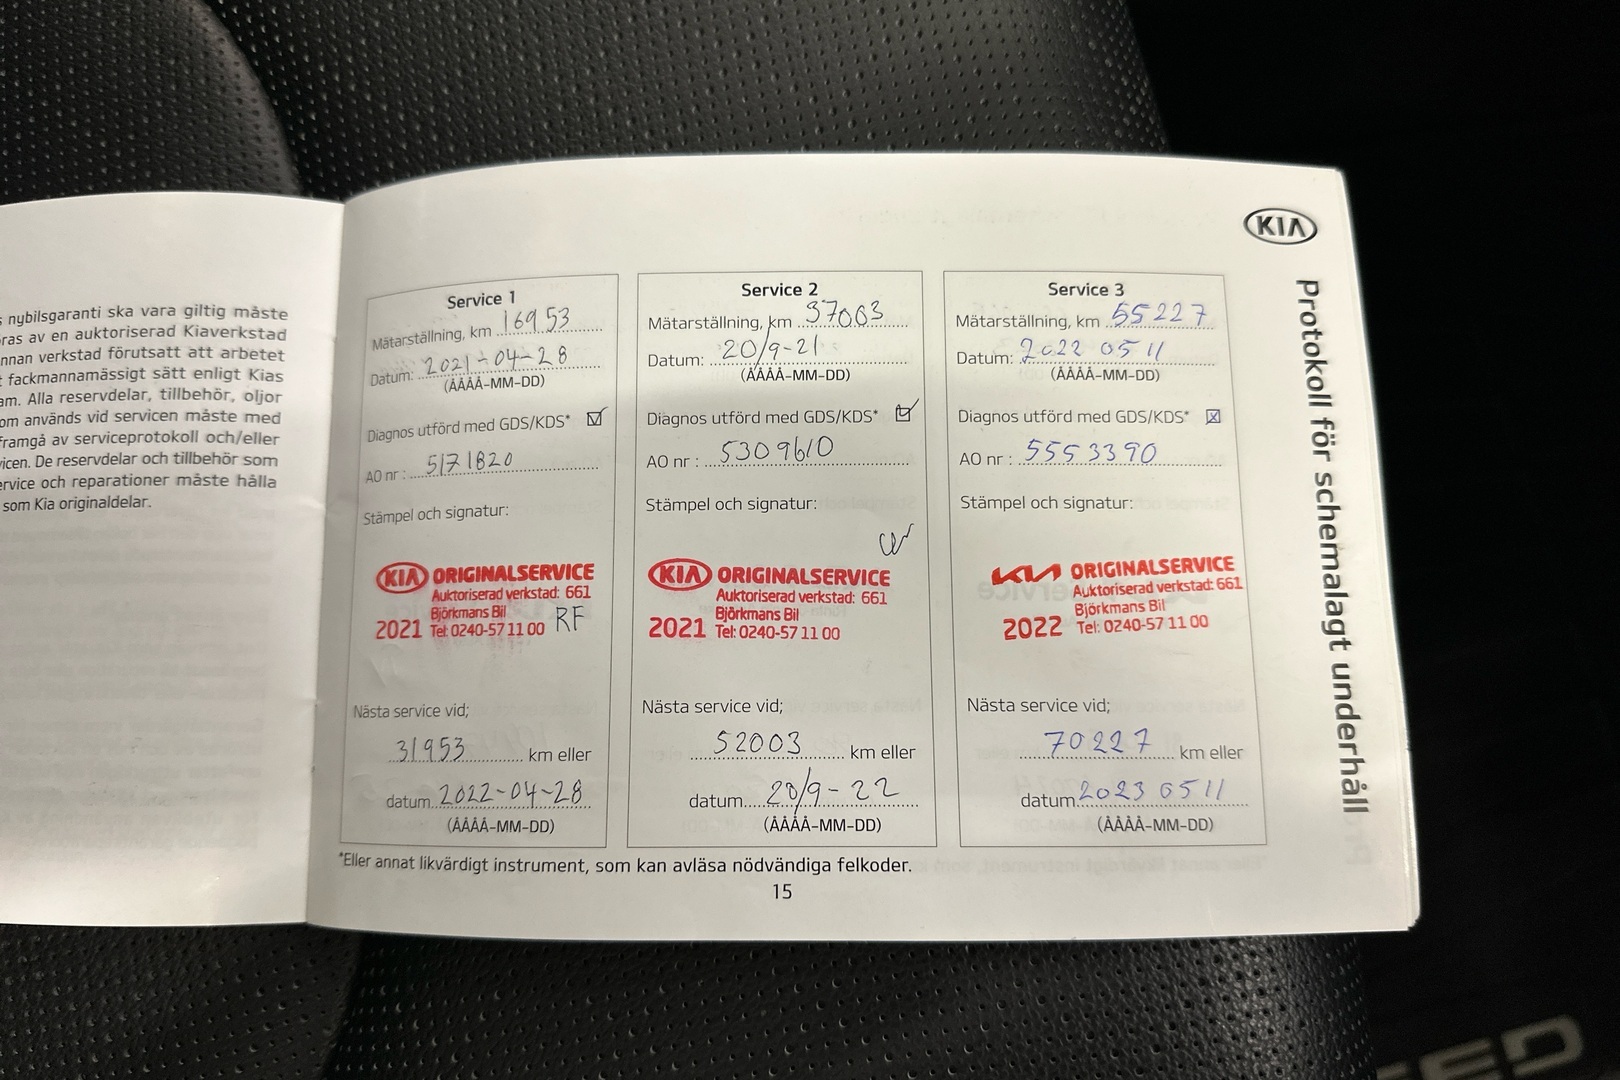 nybilsgaranti ska vara giltig måste
ras av en auktoriserad Kiaverkstad
nnan verkstad förutsatt att arbetet
fackmannamässigt sätt enligt Kias
am. Alla reservdelar, tillbehör, oljor
om används vid servicen måste med
framgå av serviceprotokoll och/eller
vicen. De reservdelar och tillbehör som
ervice och reparationer måste hålla
som Kia originaldelar.
KIA
Protokoll för schemalagt underhåll
Service 1
Mätarställning, km 16953
Datum: 2021-04-28
(ÅÅÅÅ-MM-DD)
Diagnos utförd med GDS/KDS*
AO nr: 5171820
Stämpel och signatur:
KIA ORIGINALSERVICE
Auktoriserad verkstad: 661
Björkmans Bil
2021 Tel: 0240-57 11 00 RF
Nästa service vid;
31953 km eller
datum 2022-04-28
(ÅÅÅÅ-MM-DD)
Service 2
Mätarställning, km 37003
Datum: 20/9-21
(ÅÅÅÅ-MM-DD)
Diagnos utförd med GDS/KDS*
AO nr: 5309610
Stämpel och signatur:
KIA ORIGINALSERVICE
Auktoriserad verkstad: 661
Björkmans Bil
2021 Tel: 0240-57 11 00
Nästa service vid;
52003 km eller
datum 20/9-22
(ÅÅÅÅ-MM-DD)
Service 3
Mätarställning, km 55227
Datum: 2022 05 11
(ÅÅÅÅ-MM-DD)
Diagnos utförd med GDS/KDS*
AO nr: 5553390
Stämpel och signatur:
KIA ORIGINALSERVICE
Auktoriserad verkstad: 661
Björkmans Bil
2022 Tel: 0240-57 11 00
Nästa service vid;
70227 km eller
datum 2023 05 11
(ÅÅÅÅ-MM-DD)
*Eller annat likvärdigt instrument, som kan avläsa nödvändiga felkoder.
15